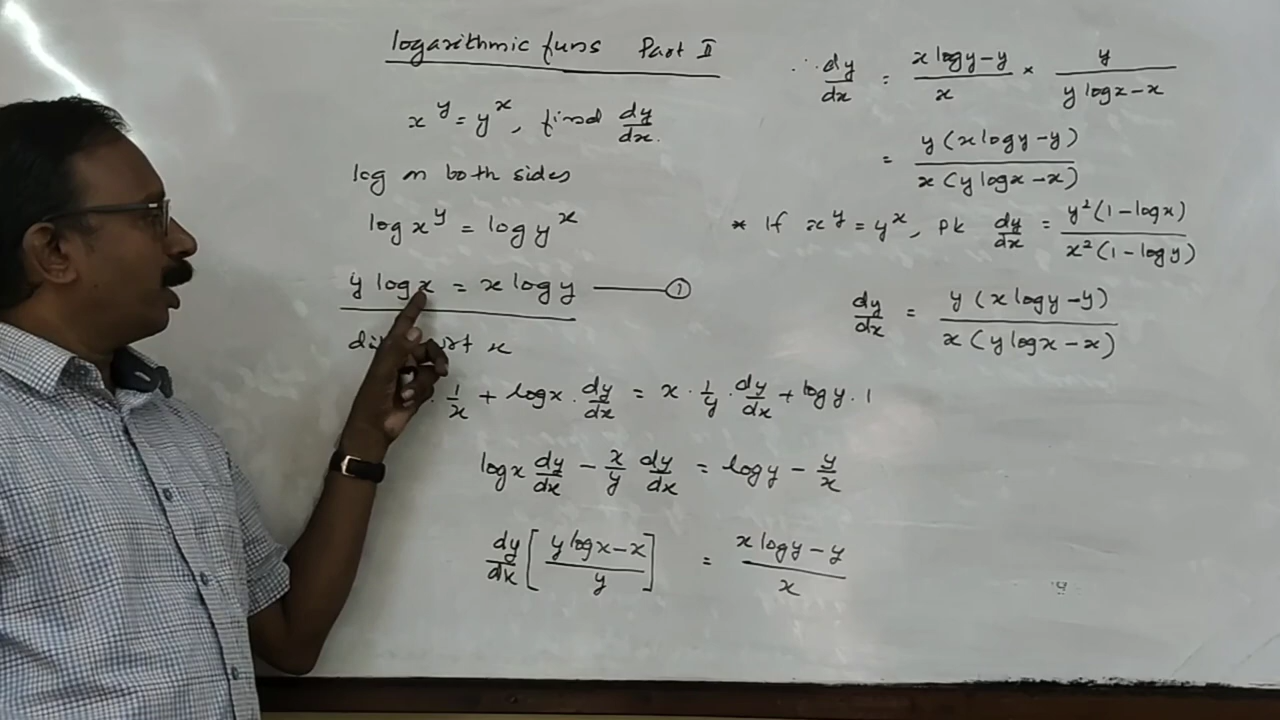 logarithmic funs Part II
x^y = y^x, find dy/dx.
log on both sides
log x^y = log y^x
y log x = x log y ——— ①
x
1/x + log x . dy/dx = x . 1/y . dy/dx + log y . 1
log x dy/dx - x/y dy/dx = log y - y/x
dy/dx [ (y log x - x)/y ] = (x log y - y)/x
∴ dy/dx = (x log y - y)/x × y/(y log x - x)
= y (x log y - y) / x (y log x - x)
* If x^y = y^x, PK dy/dx = y²(1 - log x) / x²(1 - log y)
dy/dx = y (x log y - y) / x (y log x - x)